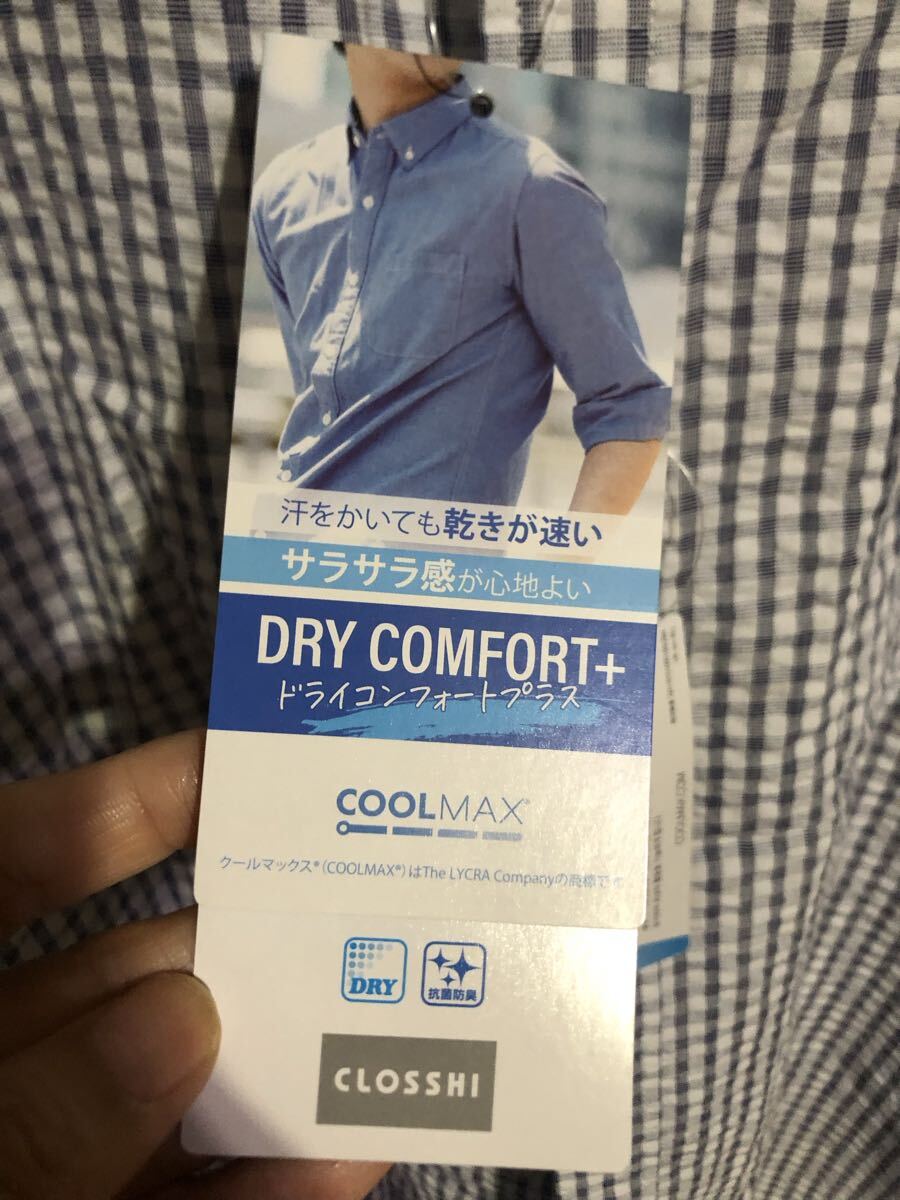 汗をかいても乾きが速い
サラサラ感が心地よい
DRY COMFORT+
ドライコンフォートプラス
COOLMAX®
クールマックス®(COOLMAX®)はThe LYCRA Companyの商標です
DRY
抗菌防臭
CLOSSHI